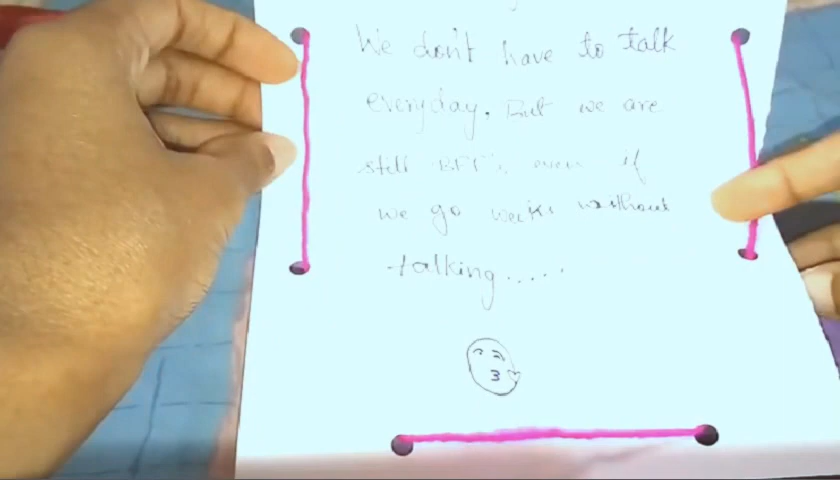 We don't have to talk
everyday. But we are
still BFF's, even if
we go weeks without
talking.....